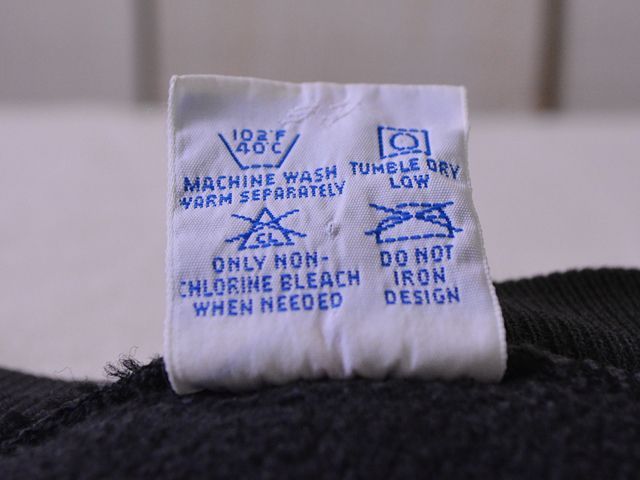 102°F
40°C
MACHINE WASH
WARM SEPARATELY
TUMBLE DRY
LOW
CL
ONLY NON-
CHLORINE BLEACH
WHEN NEEDED
DO NOT
IRON
DESIGN